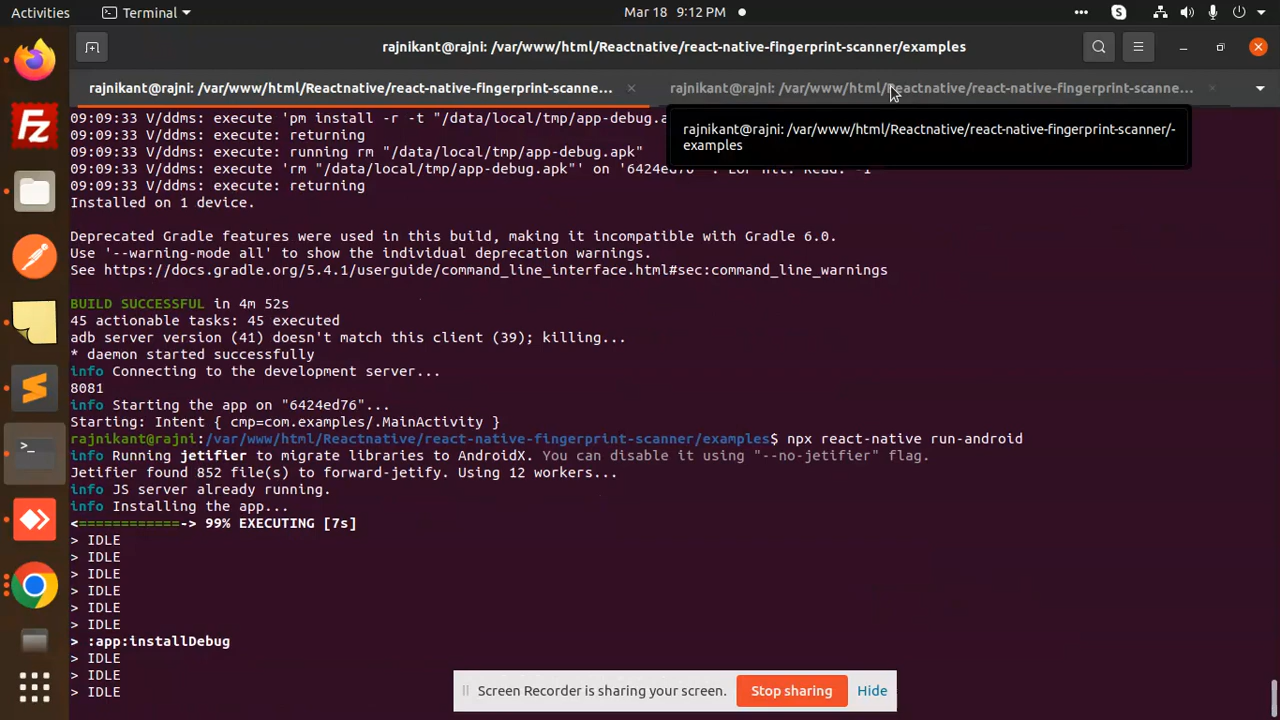 Activities
Terminal
Mar 18 9:12 PM
rajnikant@rajni: /var/www/html/Reactnative/react-native-fingerprint-scanner/examples
rajnikant@rajni: /var/www/html/Reactnative/react-native-fingerprint-scanne...
rajnikant@rajni: /var/www/html/Reactnative/react-native-fingerprint-scanne...
rajnikant@rajni: /var/www/html/Reactnative/react-native-fingerprint-scanner/-
examples
09:09:33 V/ddms: execute 'pm install -r -t "/data/local/tmp/app-debug.a
09:09:33 V/ddms: execute: returning
09:09:33 V/ddms: execute: running rm "/data/local/tmp/app-debug.apk"
09:09:33 V/ddms: execute 'rm "/data/local/tmp/app-debug.apk"' on '6424ed76' : EOF hit. Read: -1
09:09:33 V/ddms: execute: returning
Installed on 1 device.
Deprecated Gradle features were used in this build, making it incompatible with Gradle 6.0.
Use '--warning-mode all' to show the individual deprecation warnings.
See https://docs.gradle.org/5.4.1/userguide/command_line_interface.html#sec:command_line_warnings
BUILD SUCCESSFUL in 4m 52s
45 actionable tasks: 45 executed
adb server version (41) doesn't match this client (39); killing...
* daemon started successfully
info Connecting to the development server...
8081
info Starting the app on "6424ed76"...
Starting: Intent { cmp=com.examples/.MainActivity }
rajnikant@rajni:/var/www/html/Reactnative/react-native-fingerprint-scanner/examples$ npx react-native run-android
info Running jetifier to migrate libraries to AndroidX. You can disable it using "--no-jetifier" flag.
Jetifier found 852 file(s) to forward-jetify. Using 12 workers...
info JS server already running.
info Installing the app...
<============-> 99% EXECUTING [7s]
> IDLE
> IDLE
> IDLE
> IDLE
> IDLE
> IDLE
> :app:installDebug
> IDLE
> IDLE
> IDLE
Screen Recorder is sharing your screen.
Stop sharing
Hide